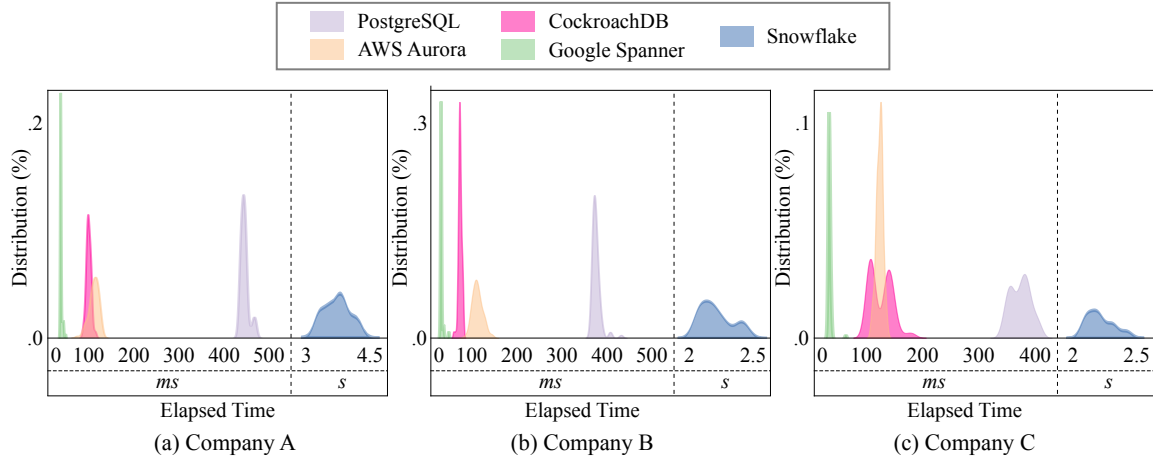 PostgreSQL CockroachDB Snowflake
AWS Aurora Google Spanner
Distribution (%)
.2
.0
0 100 200 300 400 500 3 4.5
ms s
Elapsed Time
(a) Company A
Distribution (%)
.3
.0
0 100 200 300 400 500 2 2.5
ms s
Elapsed Time
(b) Company B
Distribution (%)
.1
.0
0 100 200 300 400 2 2.5
ms s
Elapsed Time
(c) Company C